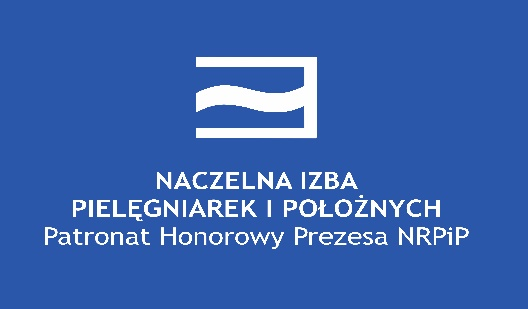 NACZELNA IZBA
PIELĘGNIAREK I POŁOŻNYCH
Patronat Honorowy Prezesa NRPiP